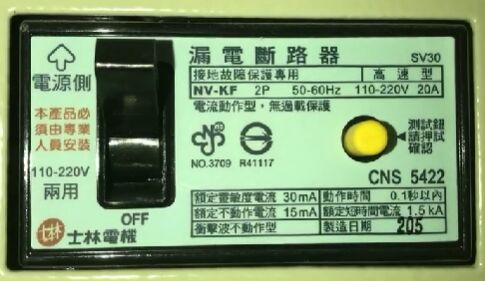 電源側
本產品必
須由專業
人員安裝
110-220V
兩用
OFF
士林
士林電機
漏電斷路器
SV30
接地故障保護專用
高速型
NV-KF 2P 50-60Hz 110-220V 20A
電流動作型，無過載保護
CNS
NO.3709 R41117
測試鈕
請押試
確認
CNS 5422
額定靈敏度電流 30mA 動作時間 0.1秒以內
額定不動作電流 15mA 額定短時間電流 1.5 kA
衝擊波不動作型 製造日期 205